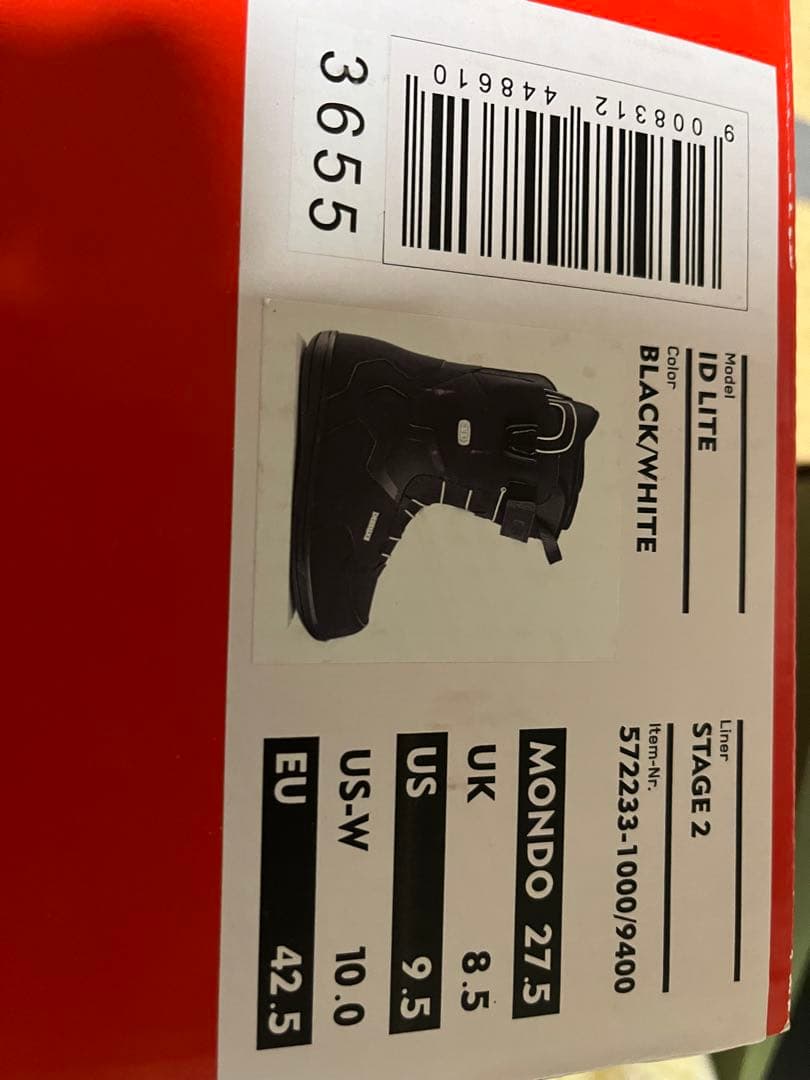 9 008312 448610
3655
Model
ID LITE
Color
BLACK/WHITE
Liner
STAGE 2
Item-Nr.
572233-1000/9400
MONDO 27.5
UK 8.5
US 9.5
US-W 10.0
EU 42.5